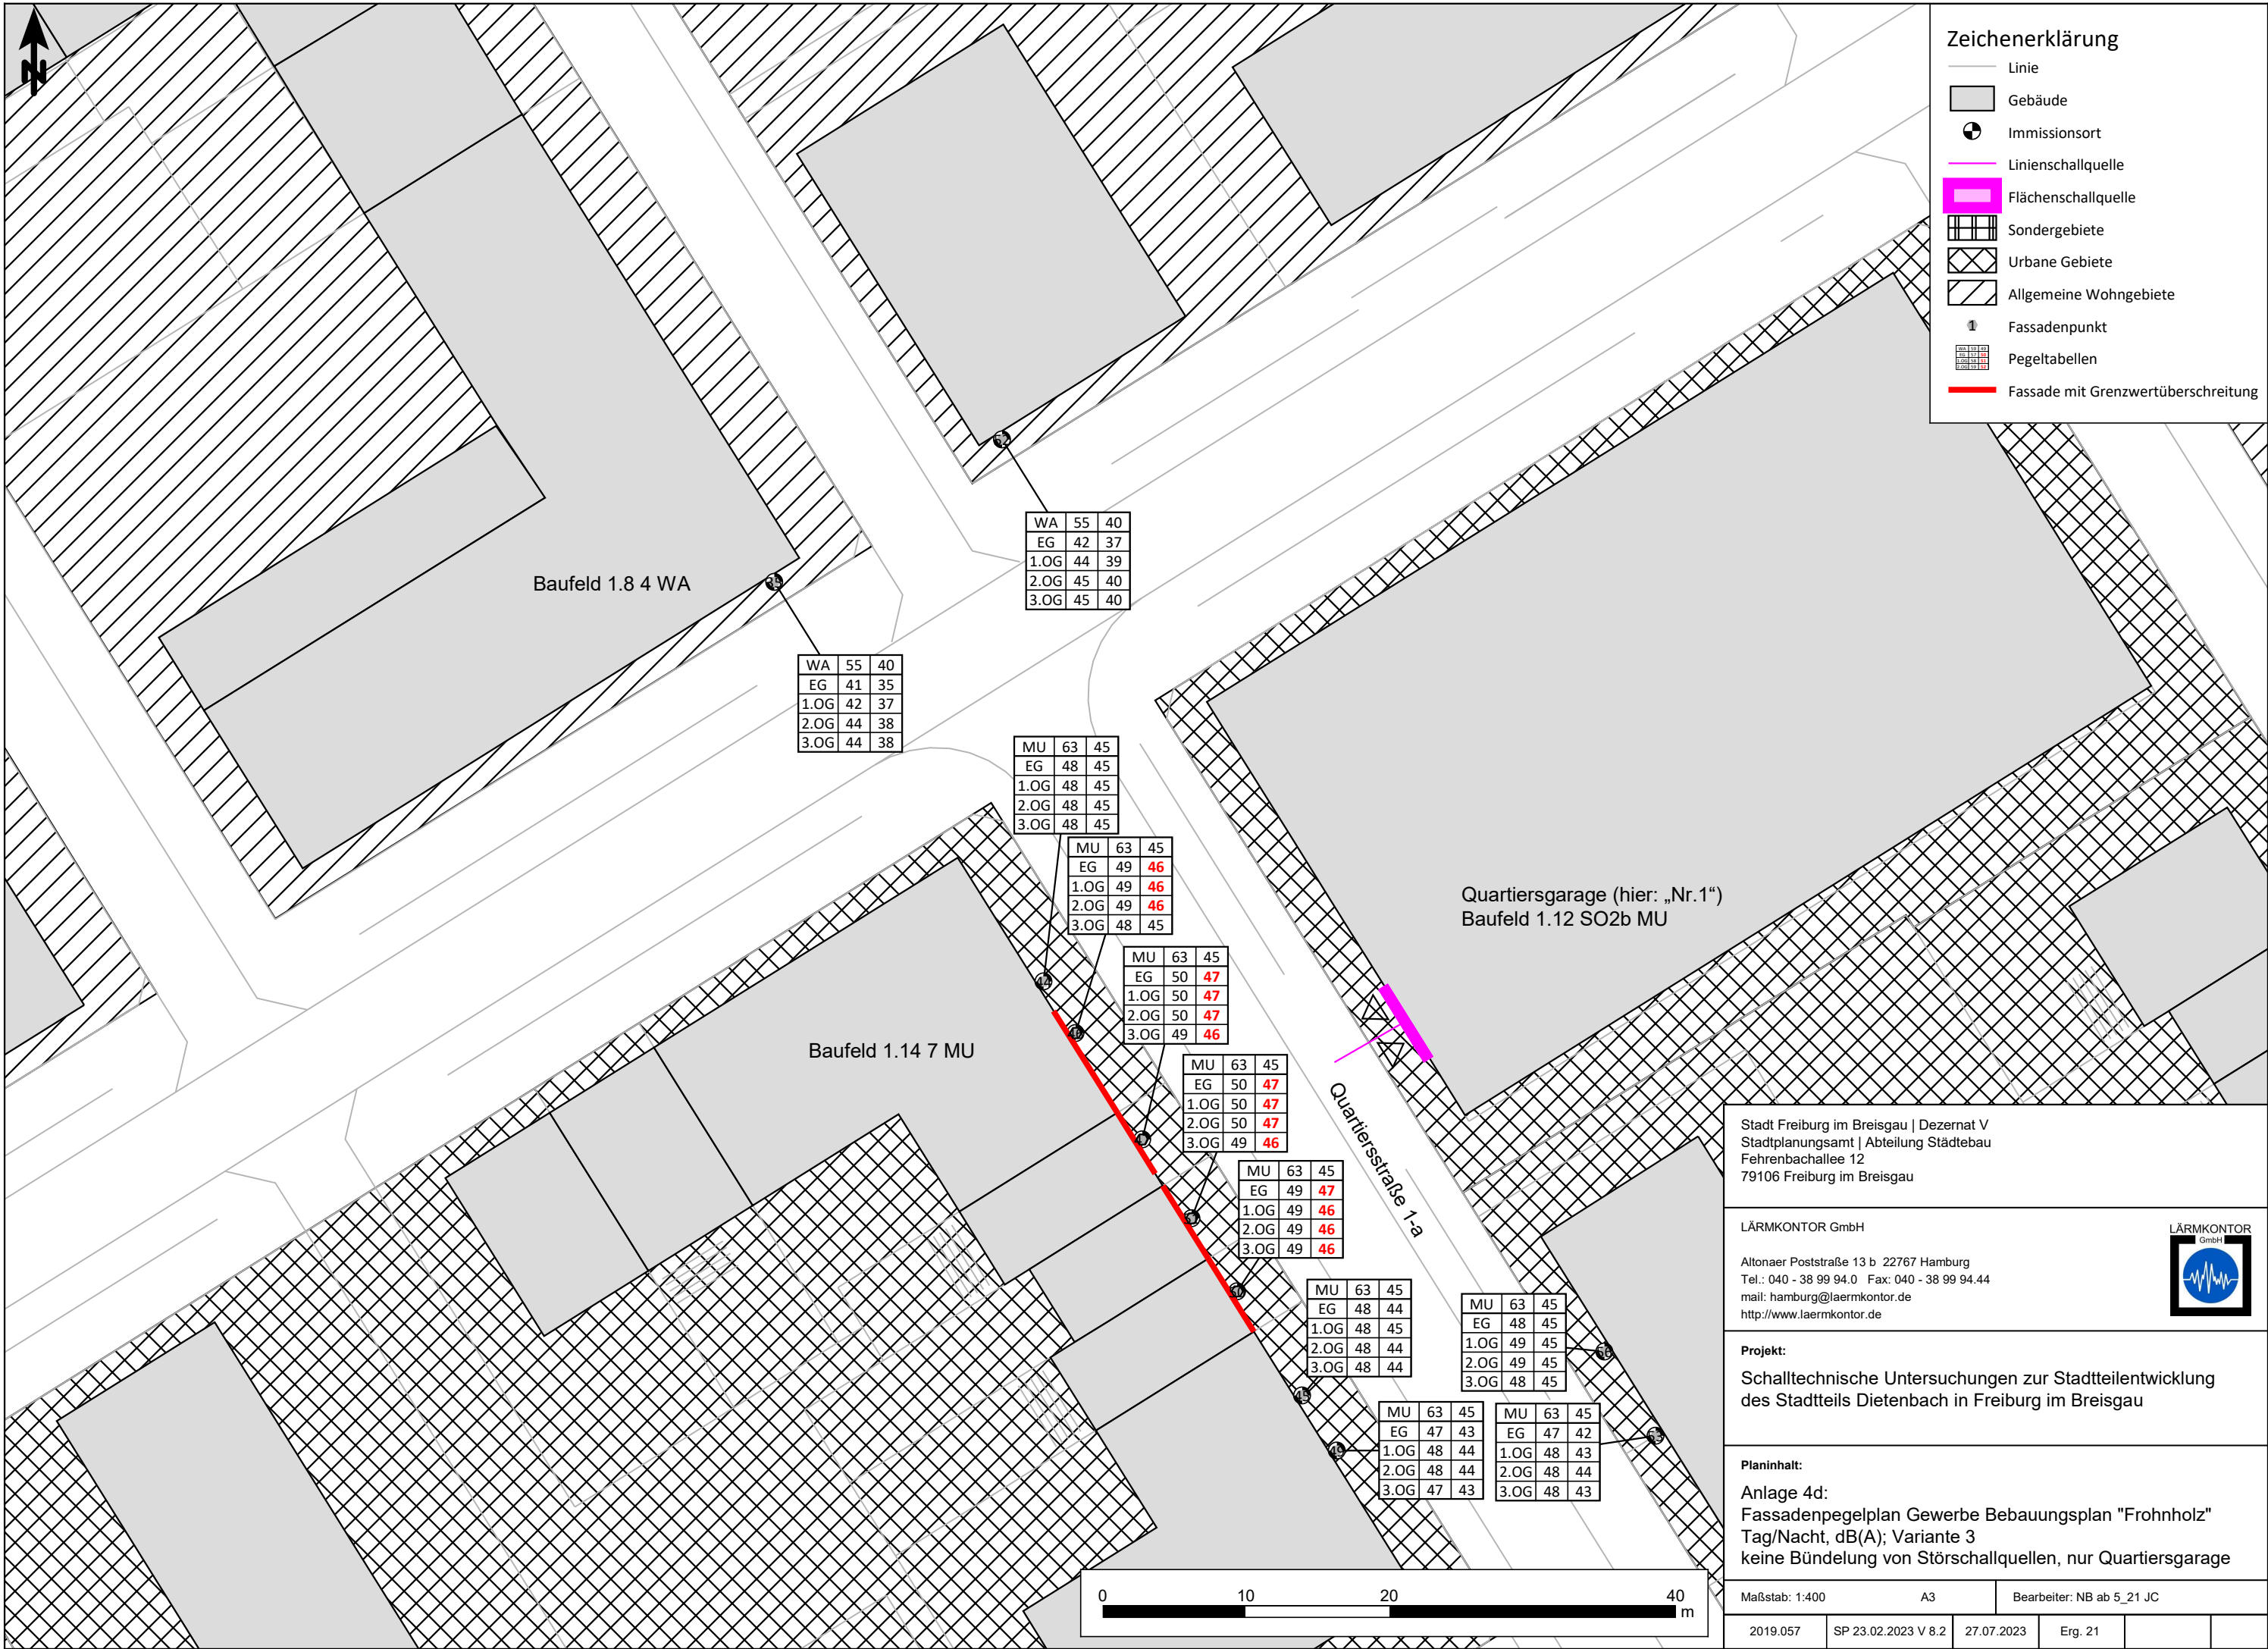 N
Zeichenerklärung
Linie
Gebäude
Immissionsort
Linienschallquelle
Flächenschallquelle
Sondergebiete
Urbane Gebiete
Allgemeine Wohngebiete
1 Fassadenpunkt
Pegeltabellen
Fassade mit Grenzwertüberschreitung
52
WA 55 40
EG 42 37
1.OG 44 39
2.OG 45 40
3.OG 45 40
Baufeld 1.8 4 WA
WA 55 40
EG 41 35
1.OG 42 37
2.OG 44 38
3.OG 44 38
MU 63 45
EG 48 45
1.OG 48 45
2.OG 48 45
3.OG 48 45
MU 63 45
EG 49 46
1.OG 49 46
2.OG 49 46
3.OG 48 45
Quartiersgarage (hier: „Nr.1“)
Baufeld 1.12 SO2b MU
MU 63 45
EG 50 47
1.OG 50 47
2.OG 50 47
3.OG 49 46
44
Baufeld 1.14 7 MU
MU 63 45
EG 50 47
1.OG 50 47
2.OG 50 47
3.OG 49 46
Quartiersstraße 1-a
MU 63 45
EG 49 47
1.OG 49 46
2.OG 49 46
3.OG 49 46
MU 63 45
EG 48 44
1.OG 48 45
2.OG 48 44
3.OG 48 44
MU 63 45
EG 48 45
1.OG 49 45
2.OG 49 45
3.OG 48 45
45
MU 63 45
EG 47 43
1.OG 48 44
2.OG 48 44
3.OG 47 43
MU 63 45
EG 47 42
1.OG 48 43
2.OG 48 44
3.OG 48 43
49
53
0 10 20 40
m
Stadt Freiburg im Breisgau | Dezernat V
Stadtplanungsamt | Abteilung Städtebau
Fehrenbachallee 12
79106 Freiburg im Breisgau
LÄRMKONTOR GmbH
Altonaer Poststraße 13 b 22767 Hamburg
Tel.: 040 - 38 99 94.0 Fax: 040 - 38 99 94.44
mail: hamburg@laermkontor.de
http://www.laermkontor.de
LÄRMKONTOR
GmbH
Projekt:
Schalltechnische Untersuchungen zur Stadtteilentwicklung
des Stadtteils Dietenbach in Freiburg im Breisgau
Planinhalt:
Anlage 4d:
Fassadenpegelplan Gewerbe Bebauungsplan "Frohnholz"
Tag/Nacht, dB(A); Variante 3
keine Bündelung von Störschallquellen, nur Quartiersgarage
Maßstab: 1:400 A3 Bearbeiter: NB ab 5_21 JC
2019.057 SP 23.02.2023 V 8.2 27.07.2023 Erg. 21